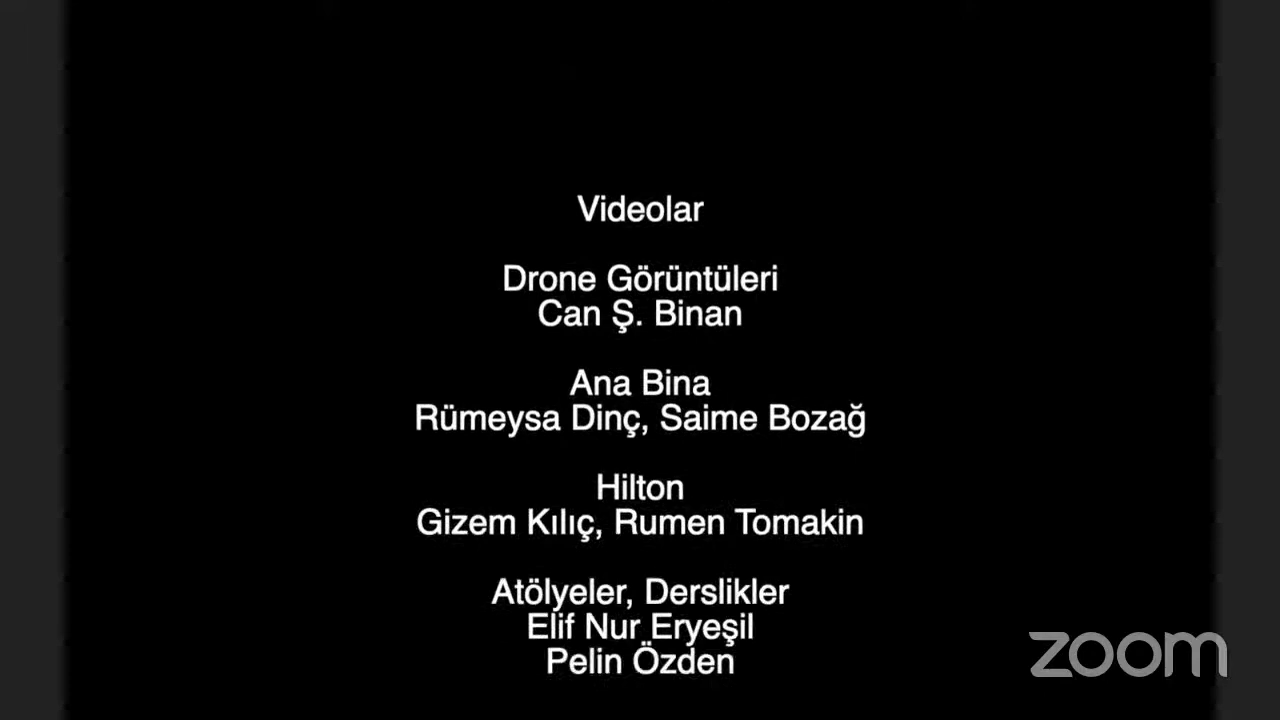 Videolar
Drone Görüntüleri
Can Ş. Binan
Ana Bina
Rümeysa Dinç, Saime Bozağ
Hilton
Gizem Kılıç, Rumen Tomakin
Atölyeler, Derslikler
Elif Nur Eryeşil
Pelin Özden
zoom